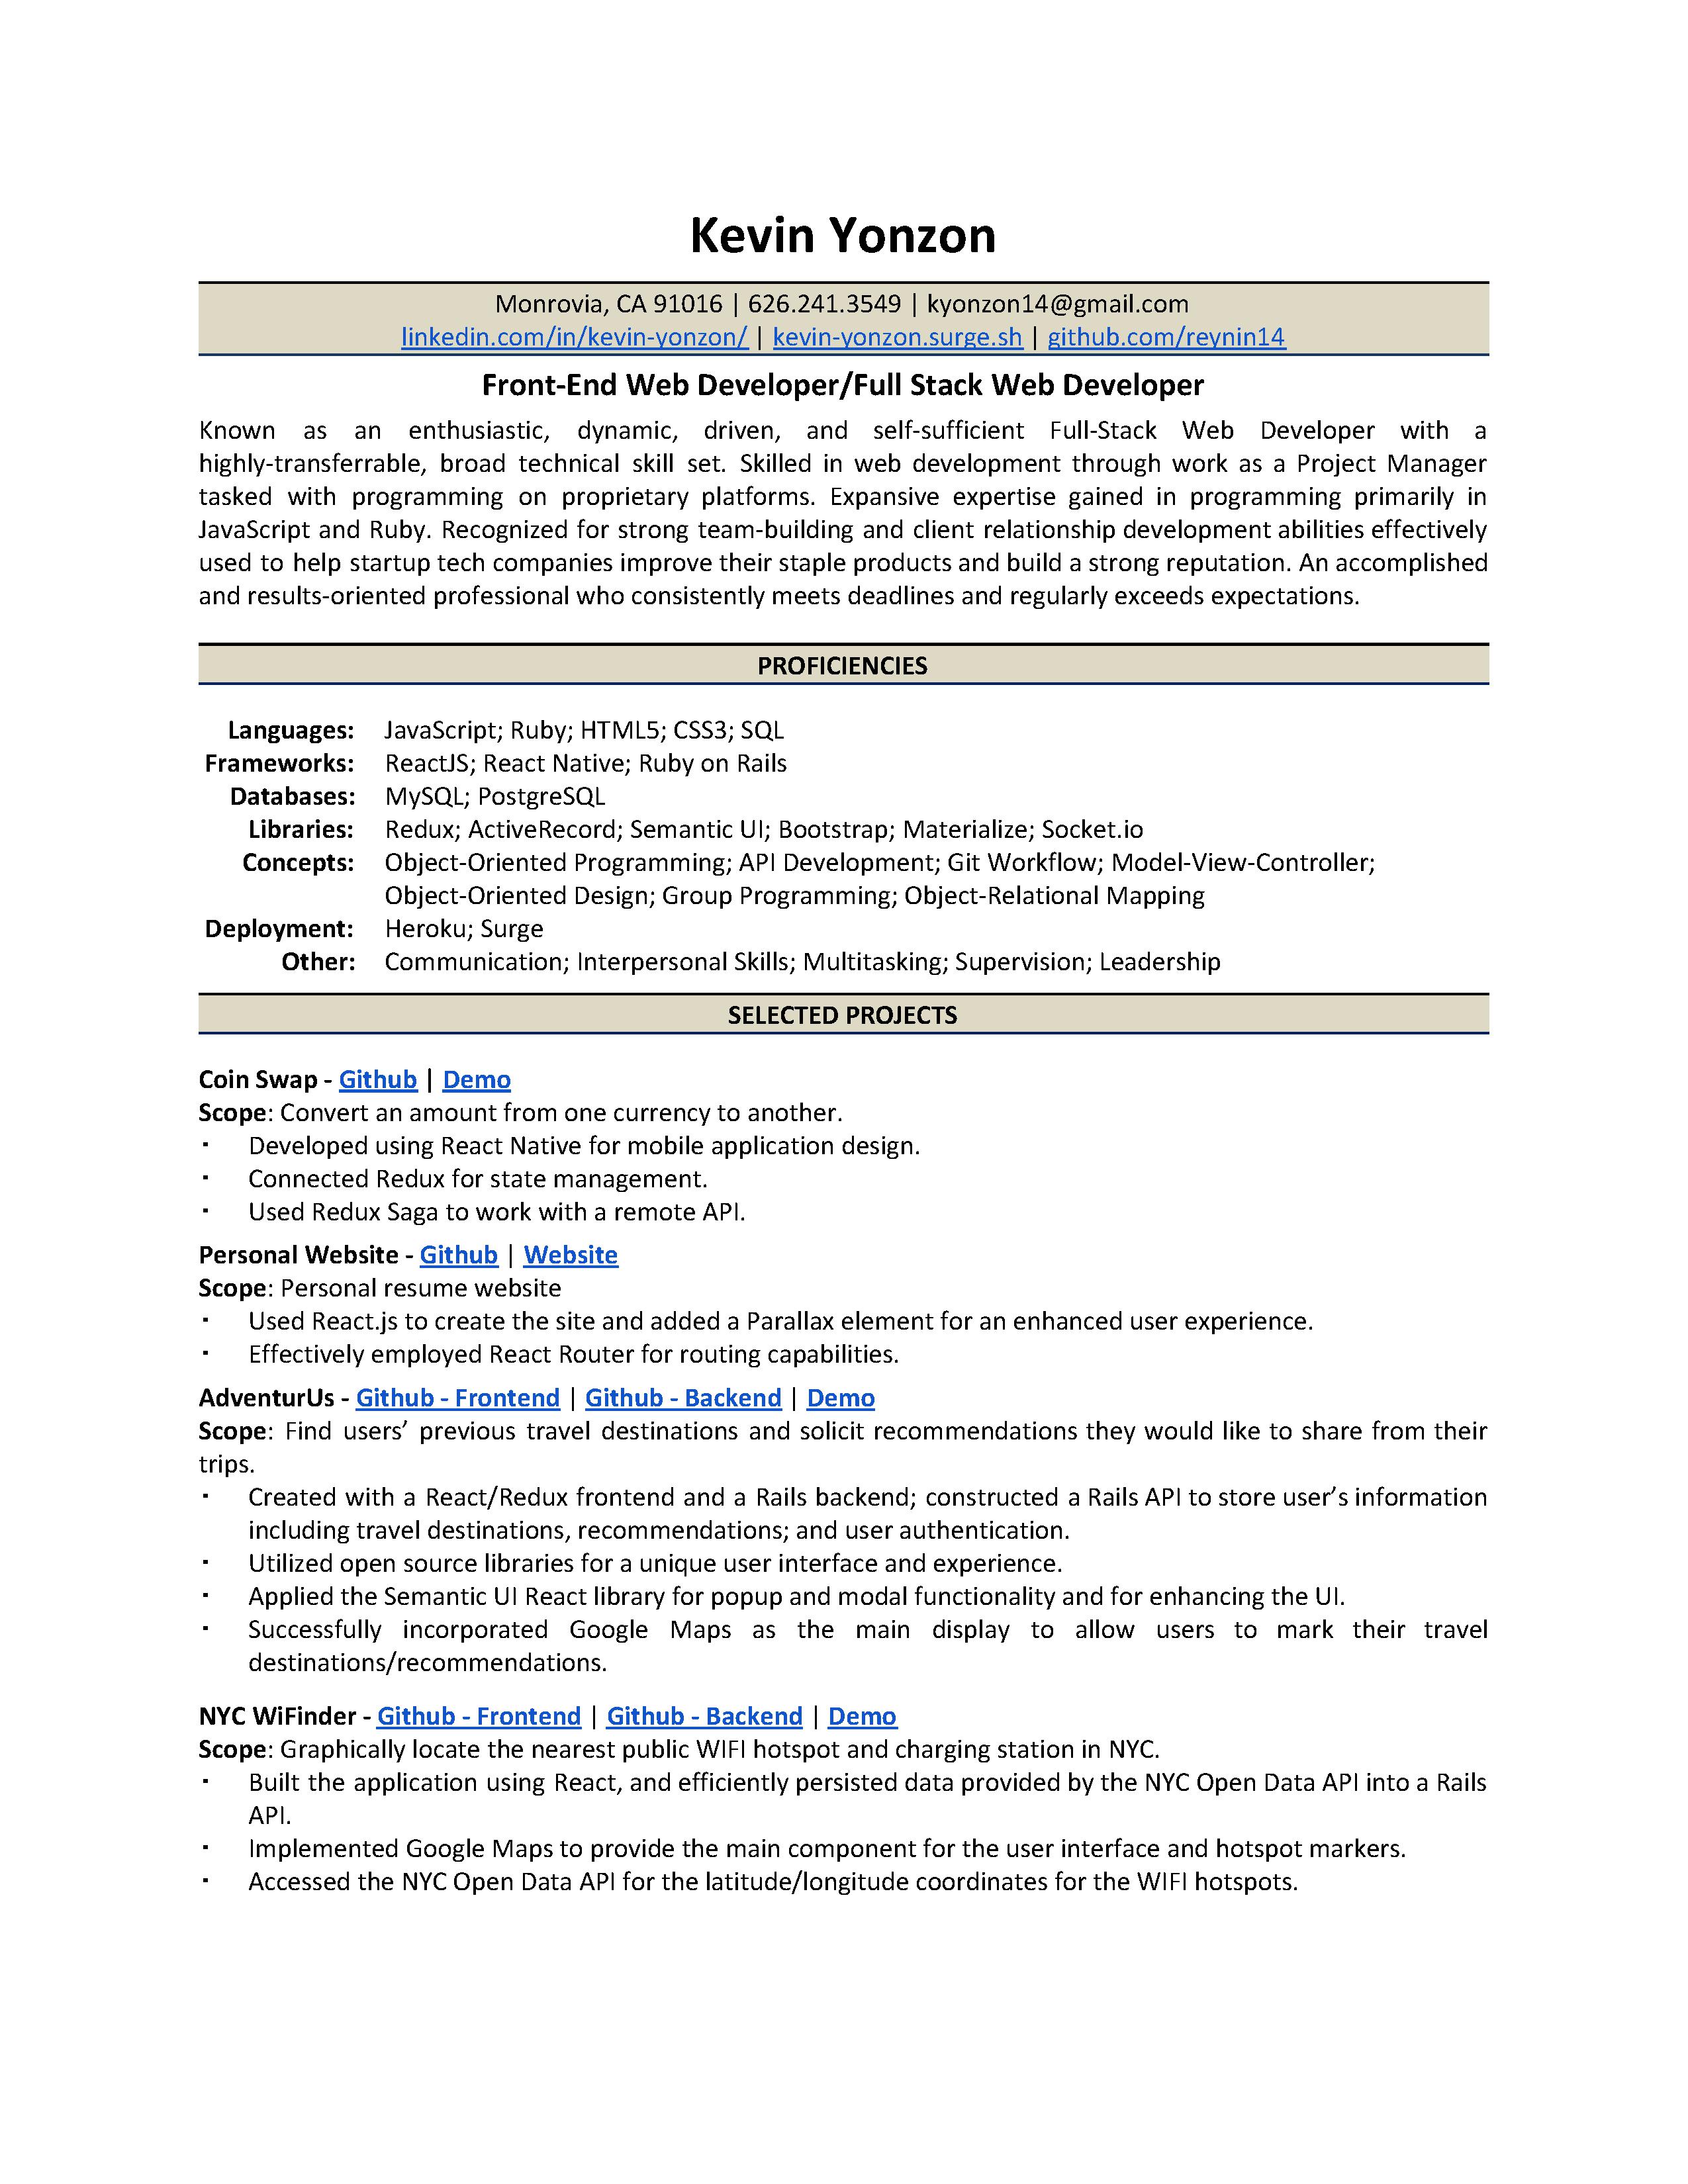 Kevin Yonzon
Monrovia, CA 91016 | 626.241.3549 | kyonzon14@gmail.com
linkedin.com/in/kevin-yonzon/ | kevin-yonzon.surge.sh | github.com/reynin14
Front-End Web Developer/Full Stack Web Developer
Known as an enthusiastic, dynamic, driven, and self-sufficient Full-Stack Web Developer with a
highly-transferrable, broad technical skill set. Skilled in web development through work as a Project Manager
tasked with programming on proprietary platforms. Expansive expertise gained in programming primarily in
JavaScript and Ruby. Recognized for strong team-building and client relationship development abilities effectively
used to help startup tech companies improve their staple products and build a strong reputation. An accomplished
and results-oriented professional who consistently meets deadlines and regularly exceeds expectations.
PROFICIENCIES
Languages: JavaScript; Ruby; HTML5; CSS3; SQL
Frameworks: ReactJS; React Native; Ruby on Rails
Databases: MySQL; PostgreSQL
Libraries: Redux; ActiveRecord; Semantic UI; Bootstrap; Materialize; Socket.io
Concepts: Object-Oriented Programming; API Development; Git Workflow; Model-View-Controller;
Object-Oriented Design; Group Programming; Object-Relational Mapping
Deployment: Heroku; Surge
Other: Communication; Interpersonal Skills; Multitasking; Supervision; Leadership
SELECTED PROJECTS
Coin Swap - Github | Demo
Scope: Convert an amount from one currency to another.
▪ Developed using React Native for mobile application design.
▪ Connected Redux for state management.
▪ Used Redux Saga to work with a remote API.
Personal Website - Github | Website
Scope: Personal resume website
▪ Used React.js to create the site and added a Parallax element for an enhanced user experience.
▪ Effectively employed React Router for routing capabilities.
AdventurUs - Github - Frontend | Github - Backend | Demo
Scope: Find users’ previous travel destinations and solicit recommendations they would like to share from their
trips.
▪ Created with a React/Redux frontend and a Rails backend; constructed a Rails API to store user’s information
including travel destinations, recommendations; and user authentication.
▪ Utilized open source libraries for a unique user interface and experience.
▪ Applied the Semantic UI React library for popup and modal functionality and for enhancing the UI.
▪ Successfully incorporated Google Maps as the main display to allow users to mark their travel
destinations/recommendations.
NYC WiFinder - Github - Frontend | Github - Backend | Demo
Scope: Graphically locate the nearest public WIFI hotspot and charging station in NYC.
▪ Built the application using React, and efficiently persisted data provided by the NYC Open Data API into a Rails
API.
▪ Implemented Google Maps to provide the main component for the user interface and hotspot markers.
▪ Accessed the NYC Open Data API for the latitude/longitude coordinates for the WIFI hotspots.